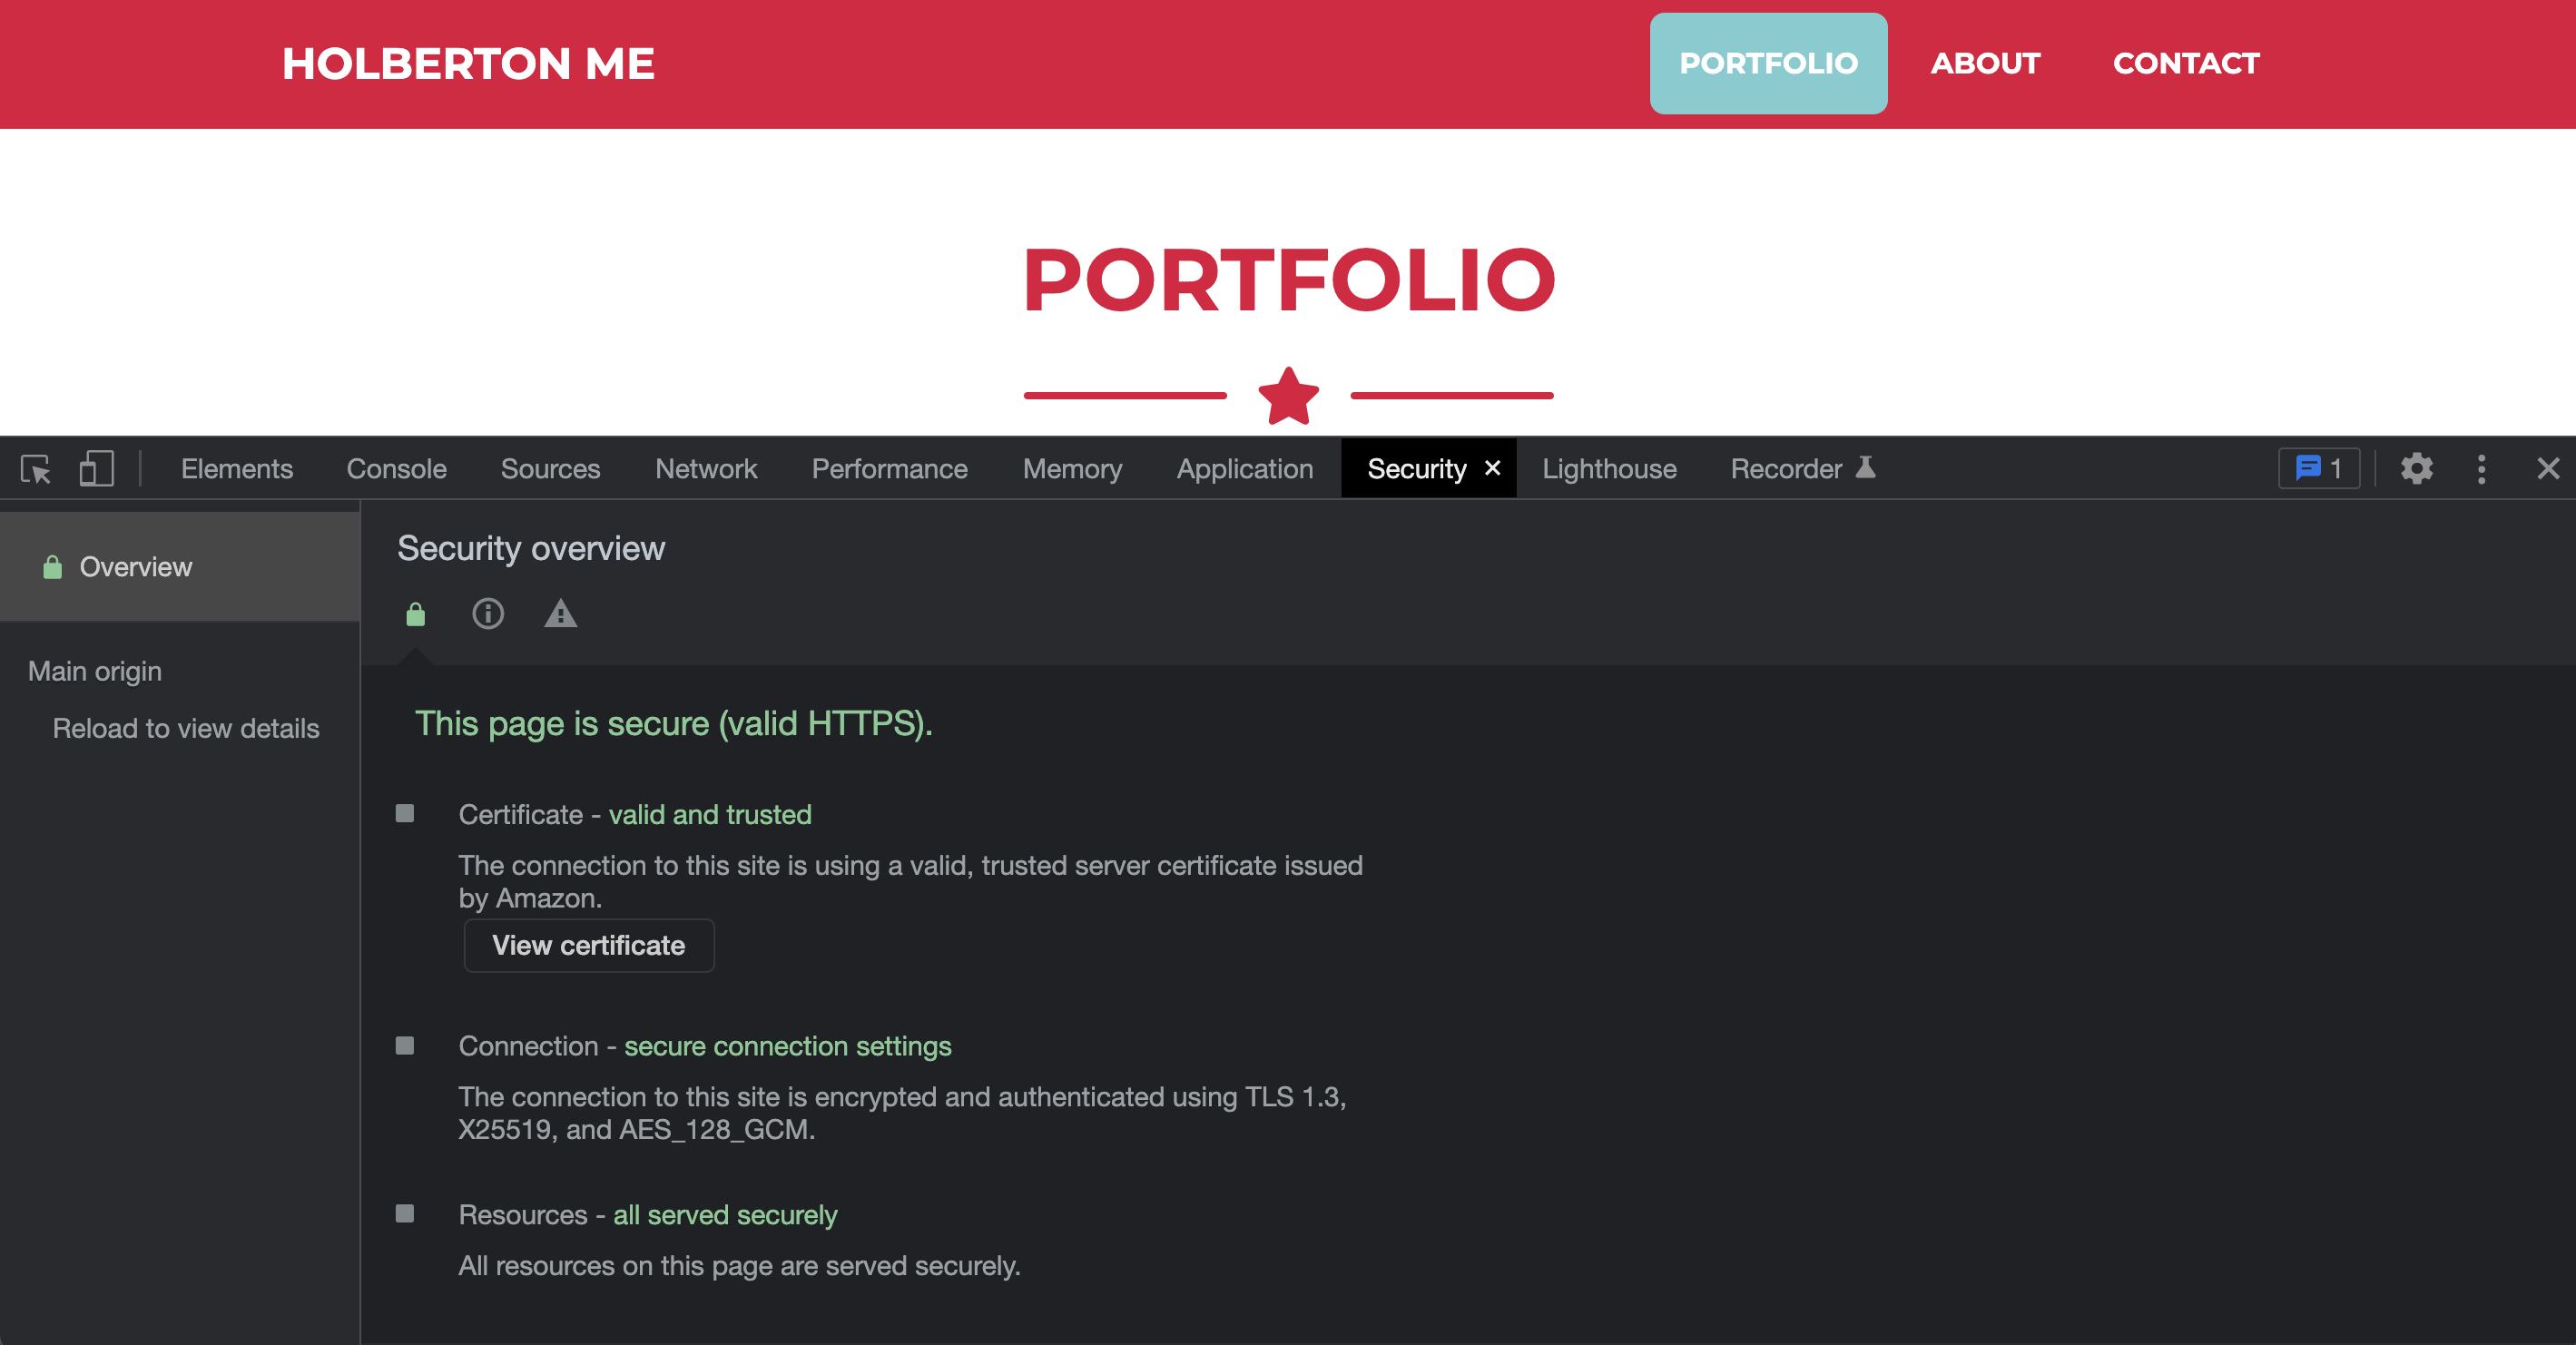 HOLBERTON ME
PORTFOLIO ABOUT CONTACT
PORTFOLIO
Elements Console Sources Network Performance Memory Application Security × Lighthouse Recorder 1
Overview
Main origin
Reload to view details
Security overview
This page is secure (valid HTTPS).
Certificate - valid and trusted
The connection to this site is using a valid, trusted server certificate issued
by Amazon.
View certificate
Connection - secure connection settings
The connection to this site is encrypted and authenticated using TLS 1.3,
X25519, and AES_128_GCM.
Resources - all served securely
All resources on this page are served securely.